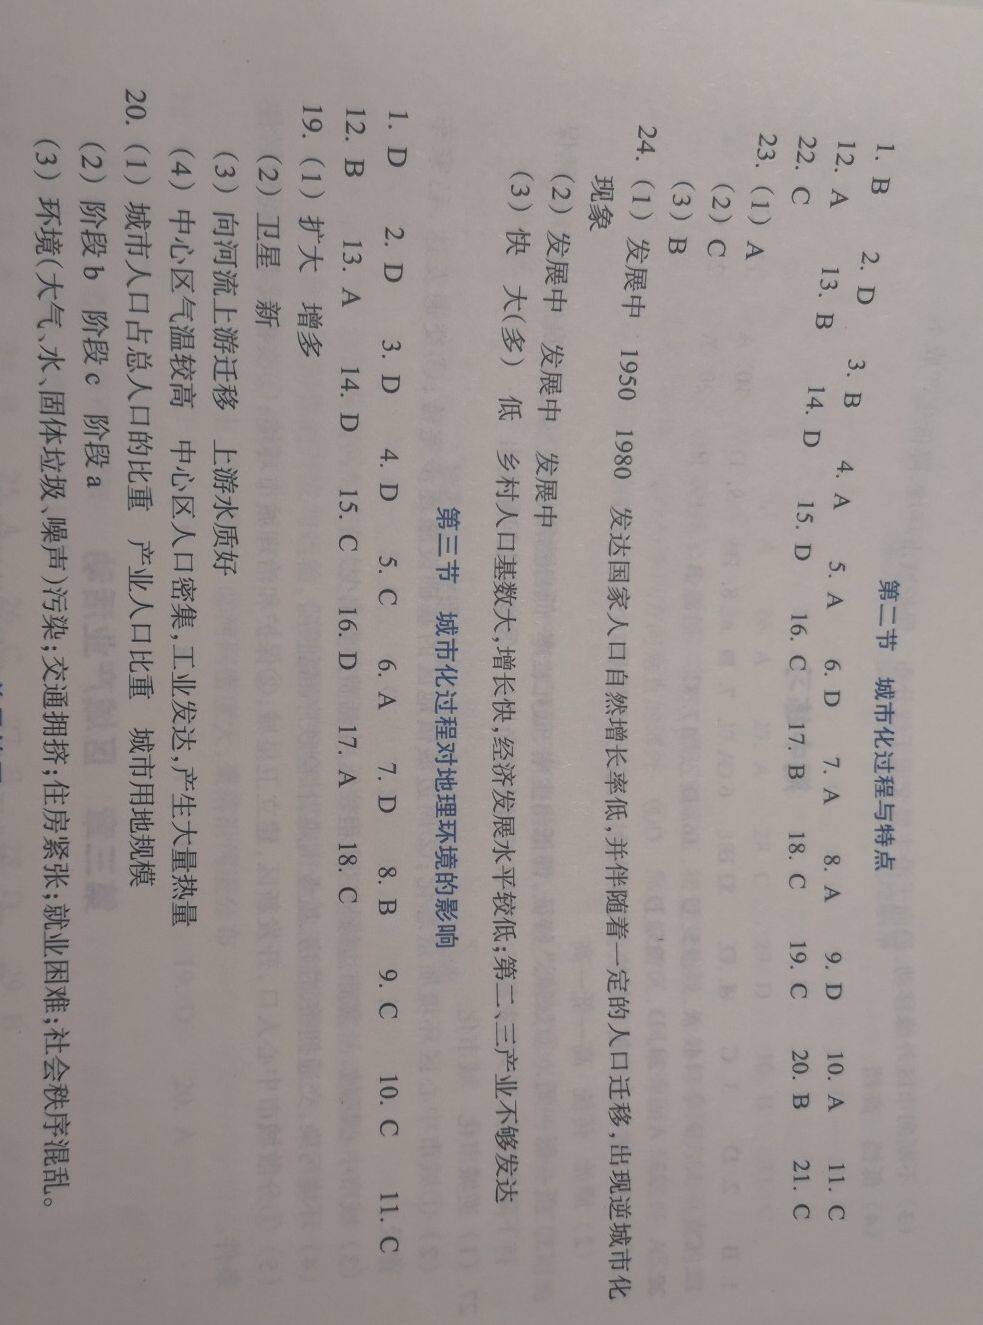 第二节　城市化过程与特点
1. B　2. D　3. B　4. A　5. A　6. D　7. A　8. A　9. D　10. A　11. C
12. A　13. B　14. D　15. D　16. C　17. B　18. C　19. C　20. B　21. C
22. C
23. (1) A
(2) C
(3) B
24. (1) 发展中　1950　1980　发达国家人口自然增长率低,并伴随着一定的人口迁移,出现逆城市化
现象
(2) 发展中　发展中　发展中
(3) 快　大(多)　低　乡村人口基数大,增长快,经济发展水平较低;第二、三产业不够发达
第三节　城市化过程对地理环境的影响
1. D　2. D　3. D　4. D　5. C　6. A　7. D　8. B　9. C　10. C　11. C
12. B　13. A　14. D　15. C　16. D　17. A　18. C
19. (1) 扩大　增多
(2) 卫星　新
(3) 向河流上游迁移　上游水质好
(4) 中心区气温较高　中心区人口密集,工业发达,产生大量热量
20. (1) 城市人口占总人口的比重　产业人口比重　城市用地规模
(2) 阶段b　阶段c　阶段a
(3) 环境(大气、水、固体垃圾、噪声)污染;交通拥挤;住房紧张;就业困难;社会秩序混乱。